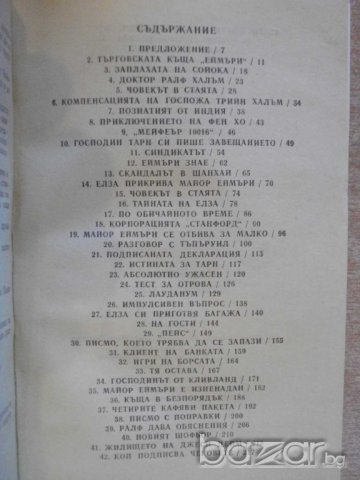 СЪДЪРЖАНИЕ
1. ПРЕДЛОЖЕНИЕ / 7
2. ТЪРГОВСКАТА КЪЩА „ЕЙМЪРИ“ / 11
3. ЗАПЛАХАТА НА СОЙОКА / 18
4. ДОКТОР РАЛФ ХАЛЪМ / 23
5. ЧОВЕКЪТ В СТАЯТА / 28
6. КОМПЕНСАЦИЯТА НА ГОСПОЖА ТРИЙН ХАЛЪМ / 34
7. ПОЗНАТИЯТ ОТ ИНДИЯ / 38
8. ПРИКЛЮЧЕНИЕТО НА ФЕН ХО / 43
9. „МЕЙФЕЪР 10016“ / 46
10. ГОСПОДИН ТАРН СИ ПИШЕ ЗАВЕЩАНИЕТО / 49
11. СИНДИКАТЪТ / 54
12. ЕЙМЪРИ ЗНАЕ / 62
13. СКАНДАЛЪТ В ШАНХАЙ / 65
14. ЕЛЗА ПРИКРИВА МАЙОР ЕЙМЪРИ / 70
15. ЧОВЕКЪТ В СТАЯТА / 74
16. ТАЙНАТА НА ЕЛЗА / 78
17. ПО ОБИЧАЙНОТО ВРЕМЕ / 86
18. КОРПОРАЦИЯТА „СТАНФОРД“ / 90
19. МАЙОР ЕЙМЪРИ СЕ ОТБИВА ЗА МАЛКО / 96
20. РАЗГОВОР С ТЪПЪРУИЛ / 100
21. ПОДПИСАНАТА ДЕКЛАРАЦИЯ / 115
22. ИСТИНАТА ЗА ТАРН / 117
23. АБСОЛЮТНО УЖАСЕН / 120
24. ТЕСТ ЗА ОТРОВА / 126
25. ЛАУДАНУМ / 129
26. ИМПУЛСИВЕН ВЪПРОС / 138
27. ЕЛЗА СИ ПРИГОТВЯ БАГАЖА / 140
28. НА ГОСТИ / 144
29. „ПЕЙС“ / 149
30. ПИСМО, КОЕТО ТРЯБВА ДА СЕ ЗАПАЗИ / 155
31. КЛИЕНТ НА БАНКАТА / 159
32. ИГРИ НА БОРСАТА / 164
33. ТЯ ОСТАВА / 167
34. ГОСПОДИНЪТ ОТ КЛИВЛАНД / 171
35. МАЙОР ЕЙМЪРИ Е ИЗНЕНАДАН / 182
36. КЪЩА В БЕЗПОРЯДЪК / 186
37. ЧЕТИРИТЕ КАФЯВИ ПАКЕТА / 192
38. ПИСМО С ПОПРАВКИ / 200
39. РАЛФ ДАВА ОБЯСНЕНИЯ / 206
40. НОВИЯТ ШОФЬОР / 210
41. ЖИЛИЩЕТО НА
42. КОЙ ПОДПИСВА ЧЕКОВЕТЕ